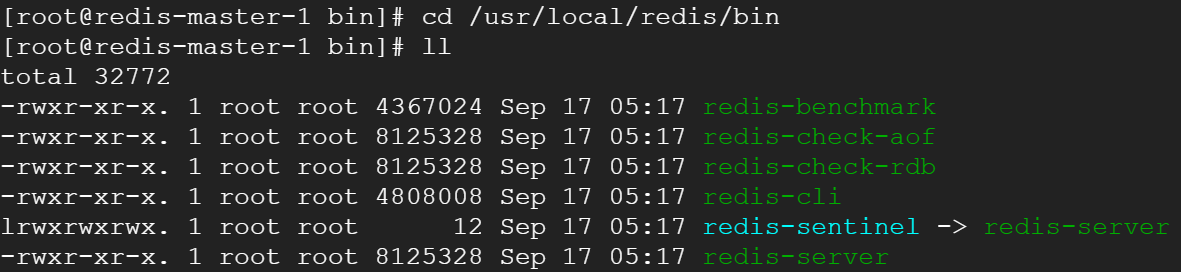 [root@redis-master-1 bin]# cd /usr/local/redis/bin
[root@redis-master-1 bin]# ll
total 32772
-rwxr-xr-x. 1 root root 4367024 Sep 17 05:17 redis-benchmark
-rwxr-xr-x. 1 root root 8125328 Sep 17 05:17 redis-check-aof
-rwxr-xr-x. 1 root root 8125328 Sep 17 05:17 redis-check-rdb
-rwxr-xr-x. 1 root root 4808008 Sep 17 05:17 redis-cli
lrwxrwxrwx. 1 root root      12 Sep 17 05:17 redis-sentinel -> redis-server
-rwxr-xr-x. 1 root root 8125328 Sep 17 05:17 redis-server